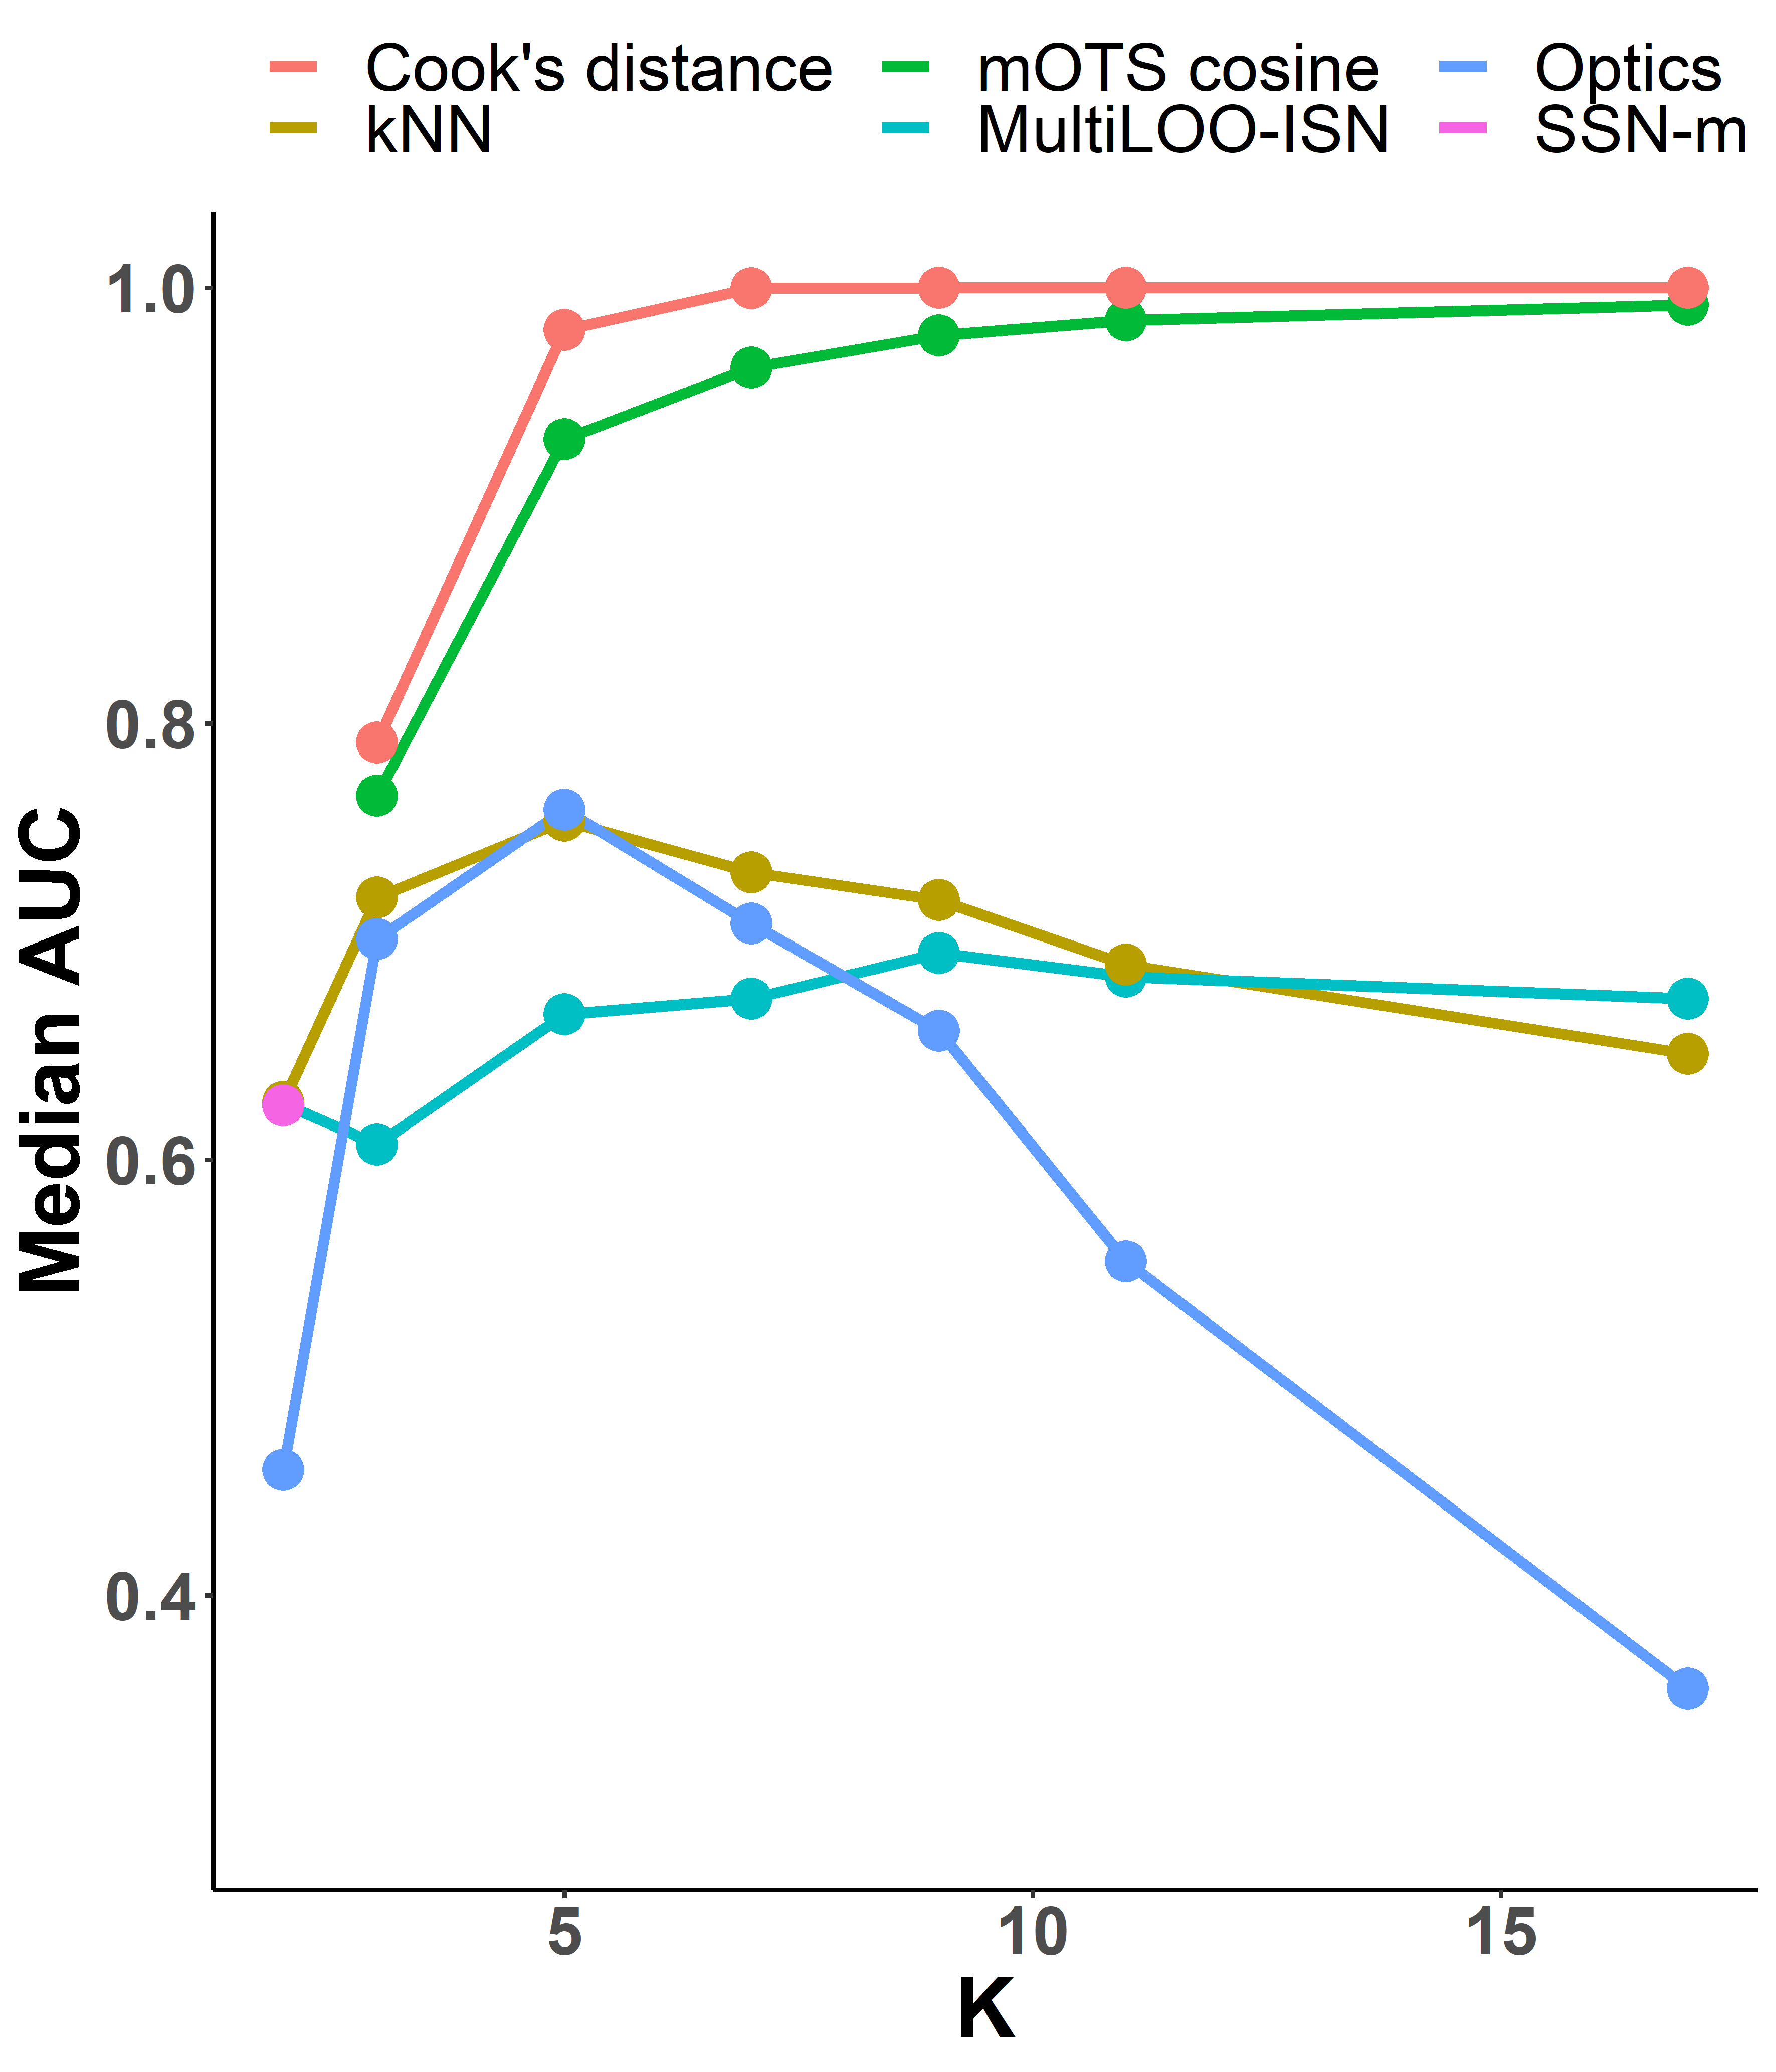 Cook's distance mOTS cosine Optics
kNN MultiLOO-ISN SSN-m
1.0
0.8
0.6
0.4
Median AUC
5 10 15
K